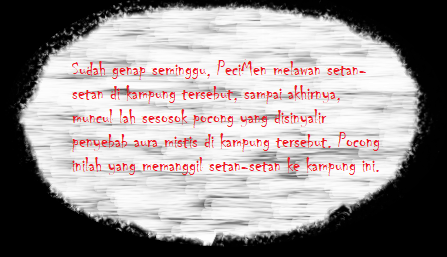 Sudah genap seminggu. PeciMen melawan setan-
setan di kampung tersebut, sampai akhirnya,
muncul lah sesosok pocong yang disinyalir
penyebab aura mistis di kampung tersebut. Pocong
inilah yang memanggil setan-setan ke kampung ini.